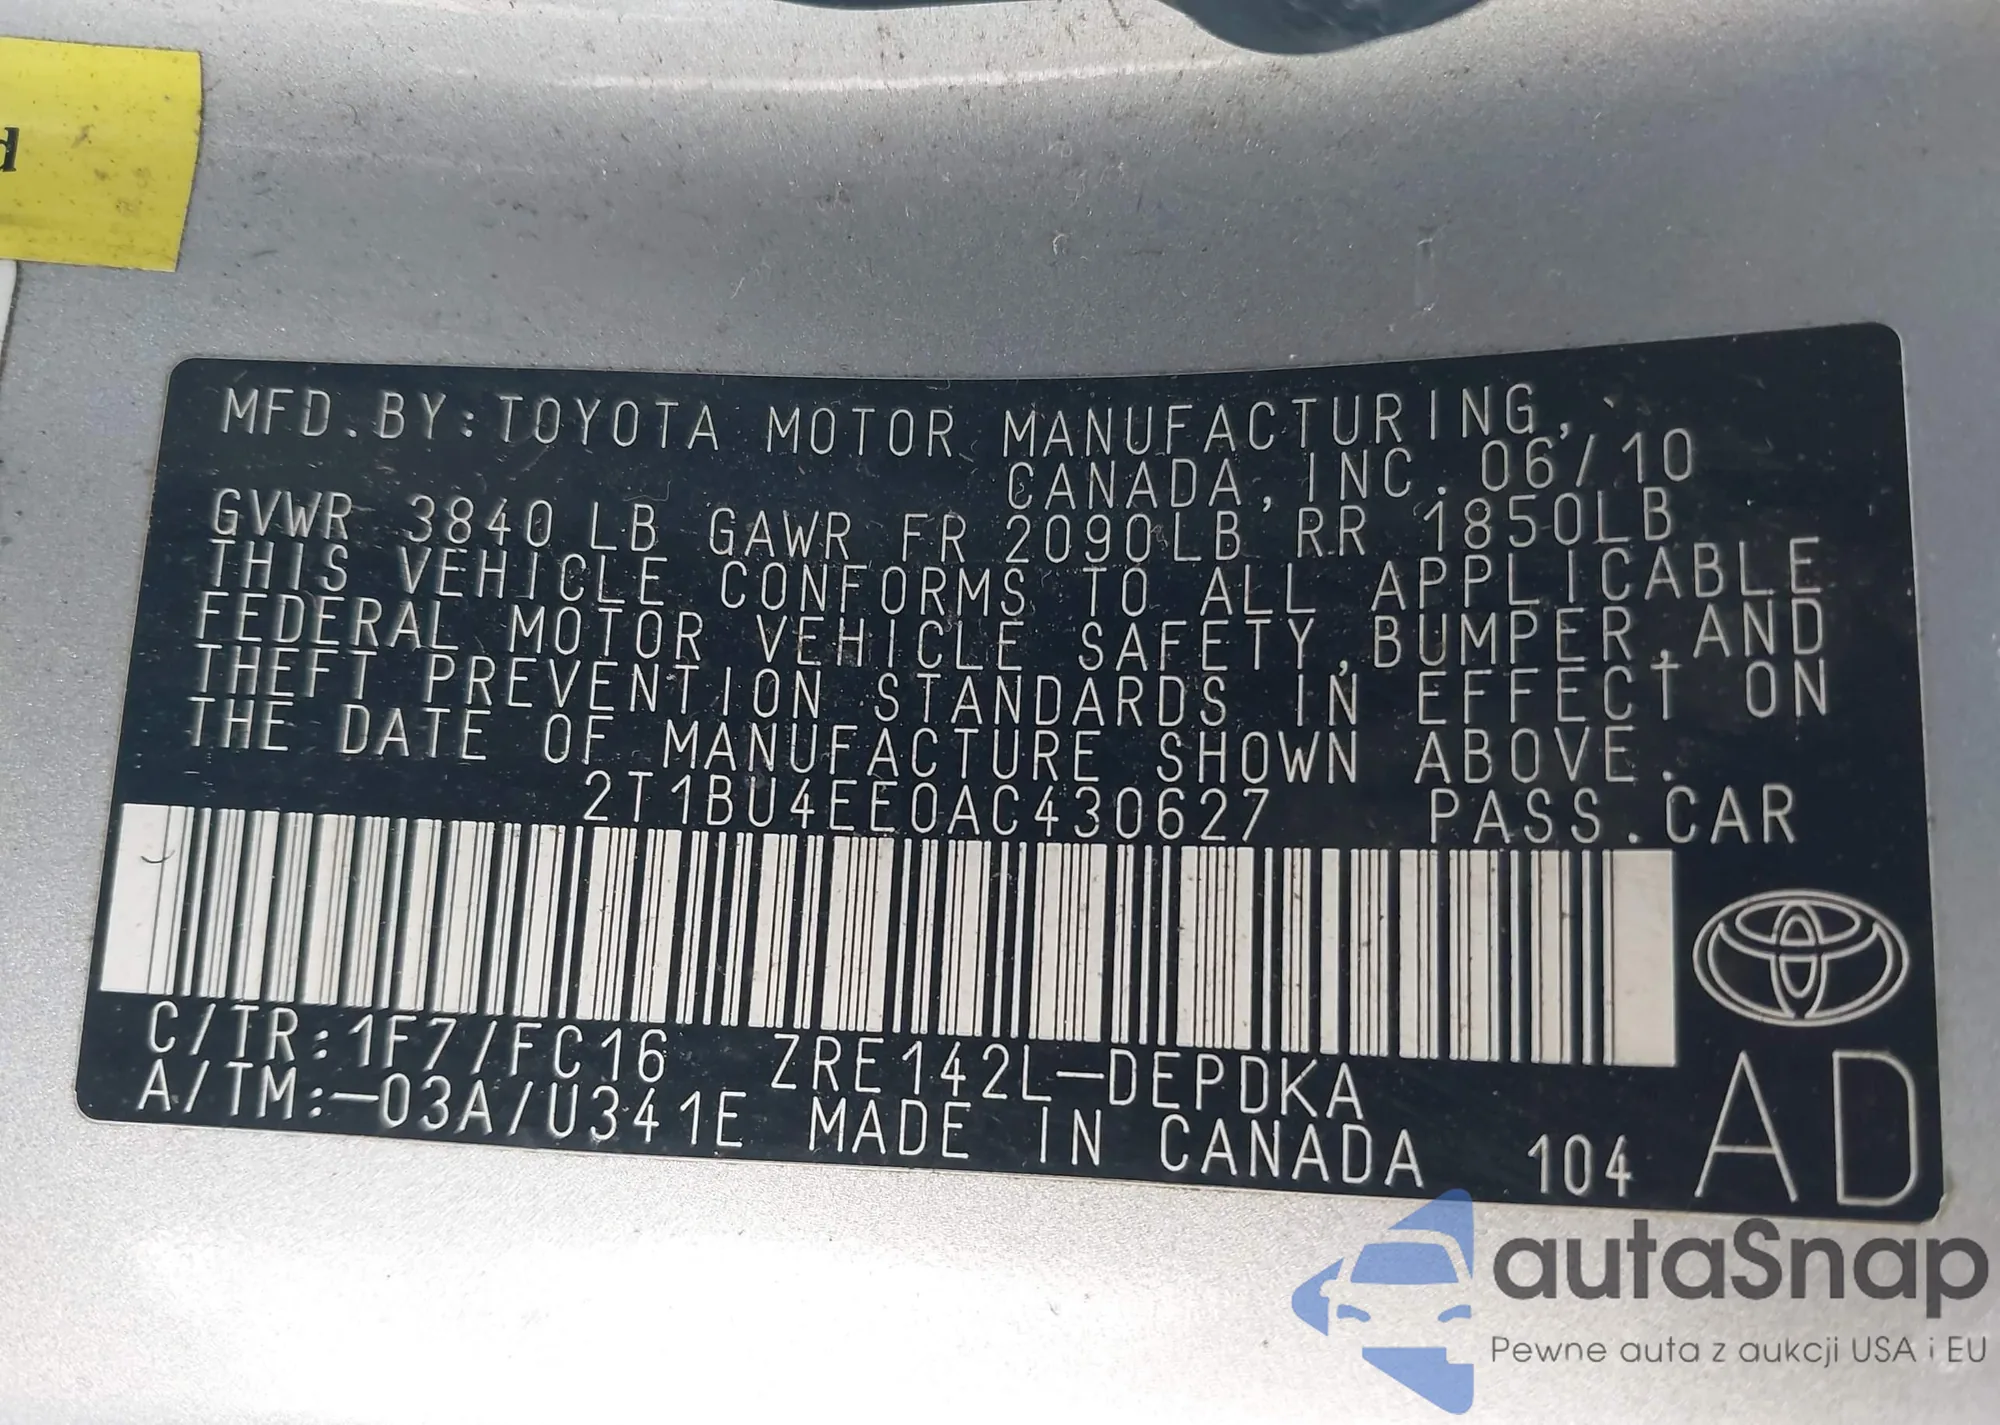 d
MFD.BY:TOYOTA MOTOR MANUFACTURING,
CANADA,INC. 06/10
GVWR 3840 LB GAWR FR 2090LB RR 1850LB
THIS VEHICLE CONFORMS TO ALL APPLICABLE
FEDERAL MOTOR VEHICLE SAFETY,BUMPER,AND
THEFT PREVENTION STANDARDS IN EFFECT ON
THE DATE OF MANUFACTURE SHOWN ABOVE.
2T1BU4EE0AC430627 PASS.CAR
C/TR:1F7/FC16 ZRE142L-DEPDKA
A/TM:-03A/U341E MADE IN CANADA 104 AD
autaSnap
Pewne auta z aukcji USA i EU